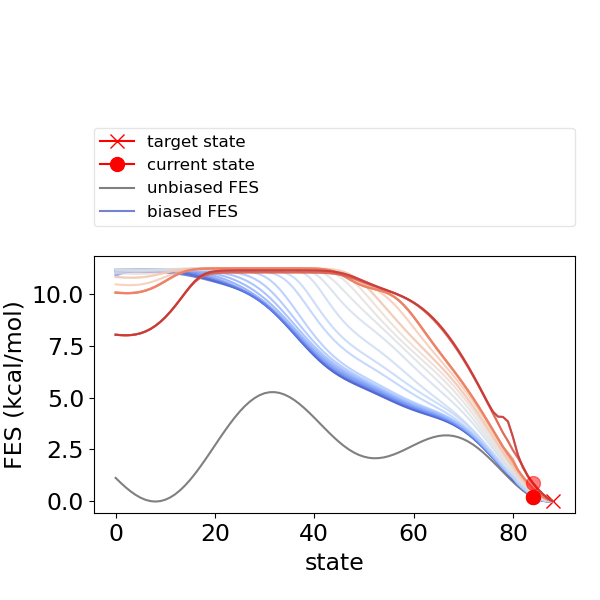 target state
current state
unbiased FES
biased FES
10.0
7.5
5.0
2.5
0.0
FES (kcal/mol)
0 20 40 60 80
state